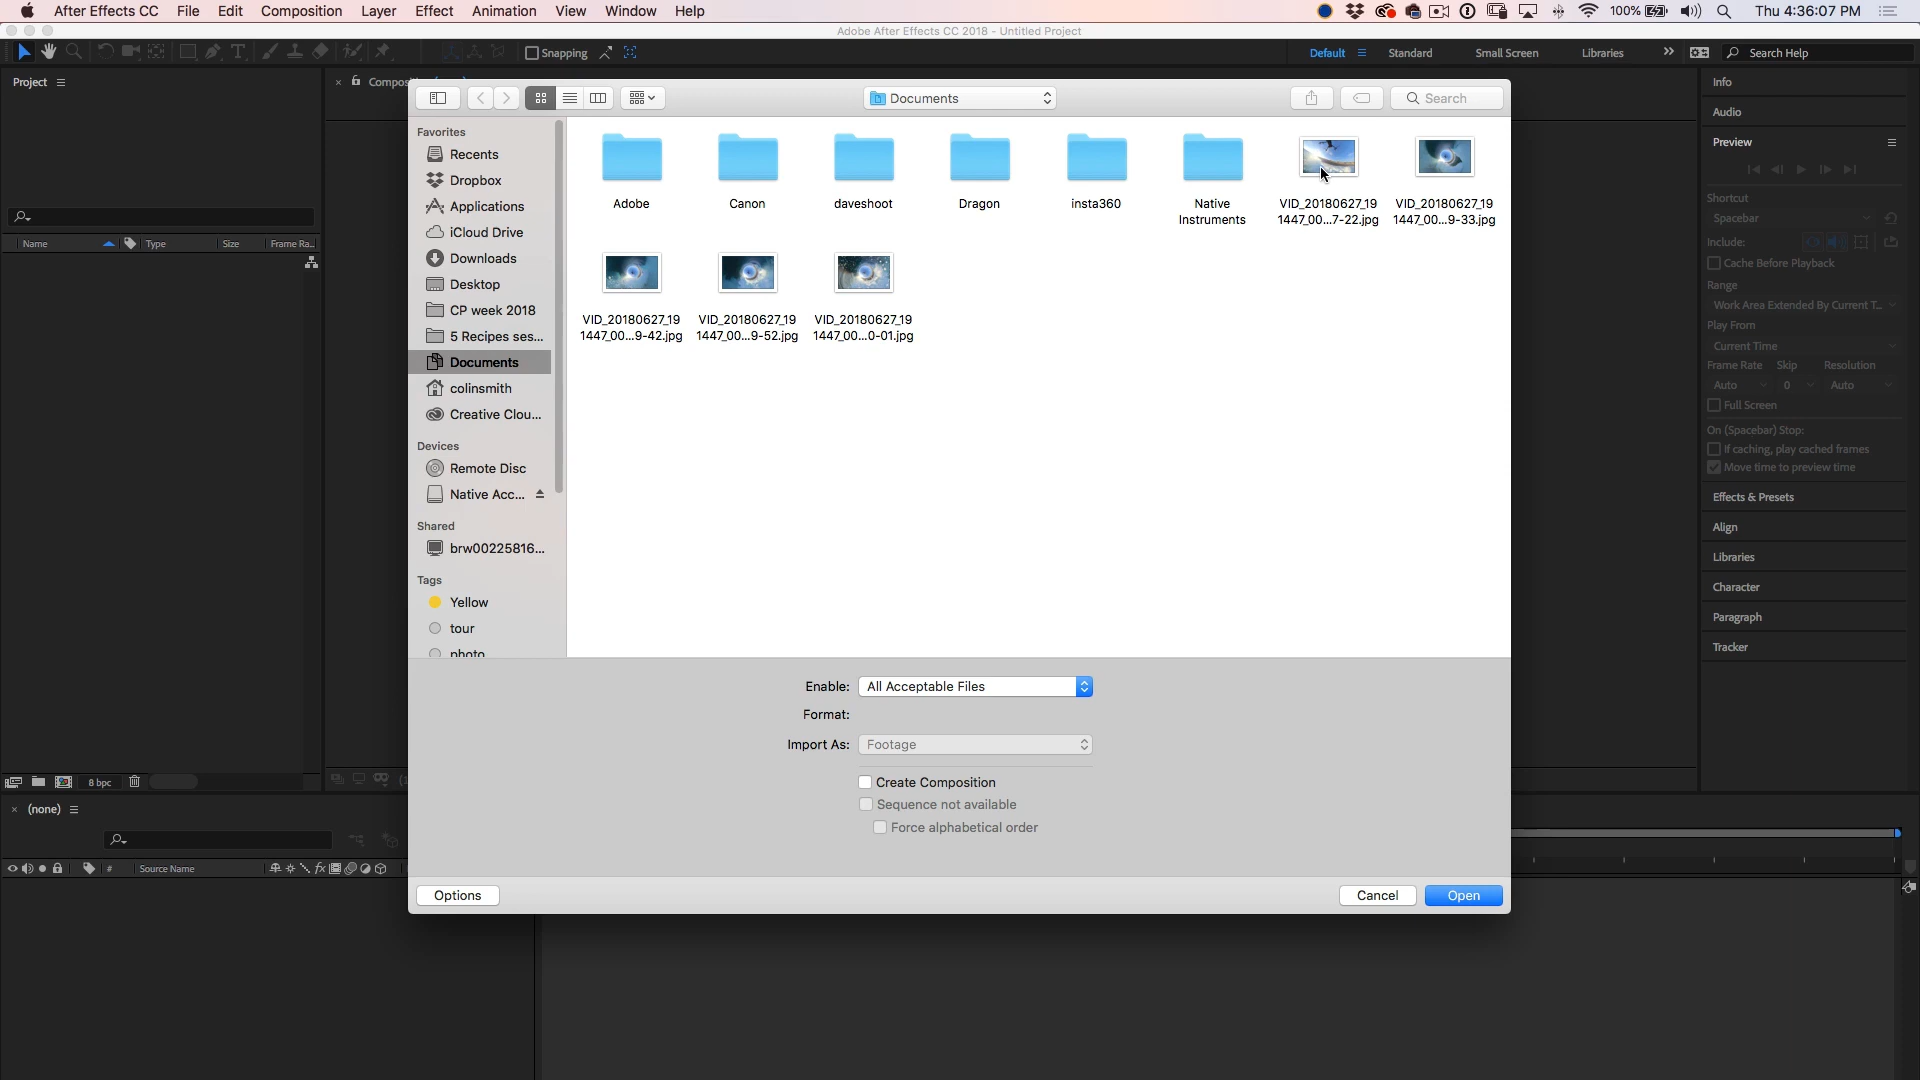 After Effects CC File Edit Composition Layer Effect Animation View Window Help 100% Thu 4:36:07 PM
Adobe After Effects CC 2018 - Untitled Project
Snapping Default Standard Small Screen Libraries Search Help
Project
Documents
Search
Favorites
Recents
Dropbox
Applications
iCloud Drive
Downloads
Desktop
CP week 2018
5 Recipes ses...
Documents
colinsmith
Creative Clou...
Devices
Remote Disc
Native Acc...
Shared
brw00225816...
Tags
Yellow
tour
photo
Adobe
Canon
daveshoot
Dragon
insta360
Native
Instruments
VID_20180627_19
1447_00...7-22.jpg
VID_20180627_19
1447_00...9-33.jpg
VID_20180627_19
1447_00...9-42.jpg
VID_20180627_19
1447_00...9-52.jpg
VID_20180627_19
1447_00...0-01.jpg
Enable: All Acceptable Files
Format:
Import As: Footage
Create Composition
Sequence not available
Force alphabetical order
Options Cancel Open
Name Type Size Frame Ra...
8 bpc
(none)
# Source Name
Info
Audio
Preview
Shortcut
Spacebar
Include:
Cache Before Playback
Range
Work Area Extended By Current T...
Play From
Current Time
Frame Rate Skip Resolution
Auto 0 Auto
Full Screen
On (Spacebar) Stop:
If caching, play cached frames
Move time to preview time
Effects & Presets
Align
Libraries
Character
Paragraph
Tracker